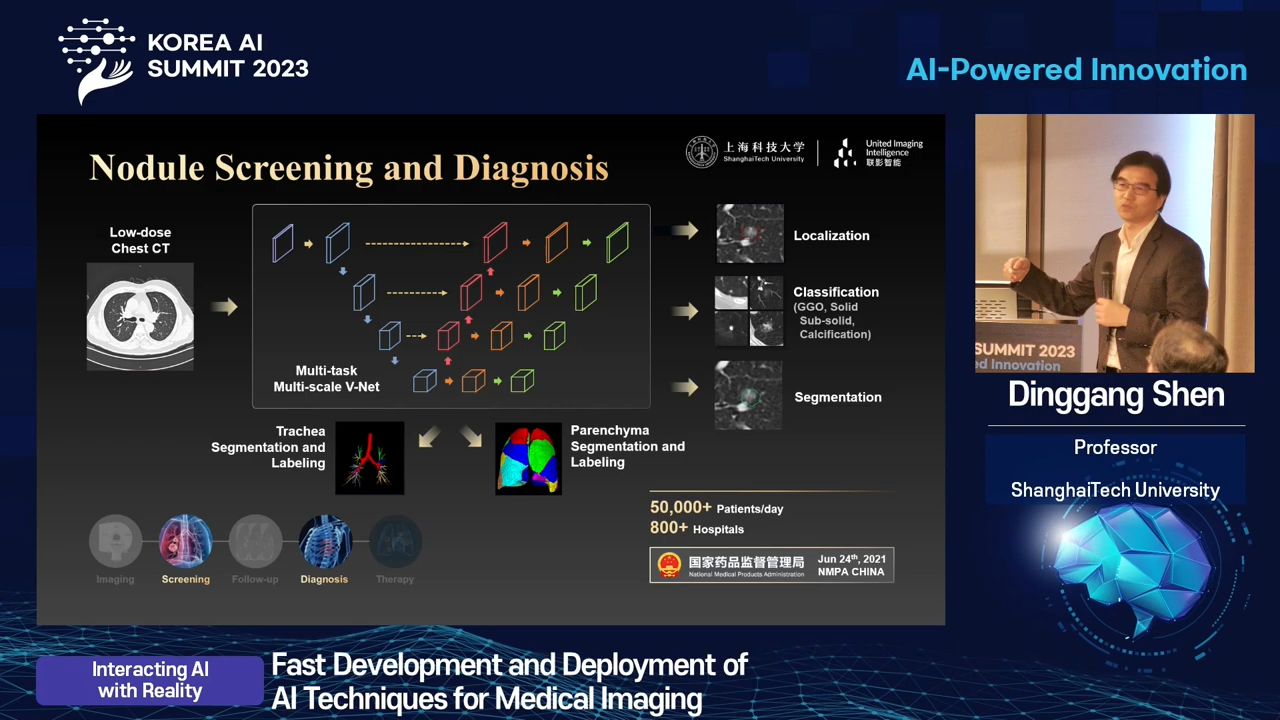 KOREA AI
SUMMIT 2023
AI-Powered Innovation
Nodule Screening and Diagnosis
上海科技大学
ShanghaiTech University
United Imaging
Intelligence
联影智能
Low-dose
Chest CT
Multi-task
Multi-scale V-Net
Localization
Classification
(GGO, Solid
Sub-solid,
Calcification)
Segmentation
Trachea
Segmentation and
Labeling
Parenchyma
Segmentation and
Labeling
50,000+ Patients/day
800+ Hospitals
国家药品监督管理局
National Medical Products Administration
Jun 24th, 2021
NMPA CHINA
Imaging
Screening
Follow-up
Diagnosis
Therapy
SUMMIT 2023
ed Innovation
Dinggang Shen
Professor
ShanghaiTech University
Interacting AI
with Reality
Fast Development and Deployment of
AI Techniques for Medical Imaging